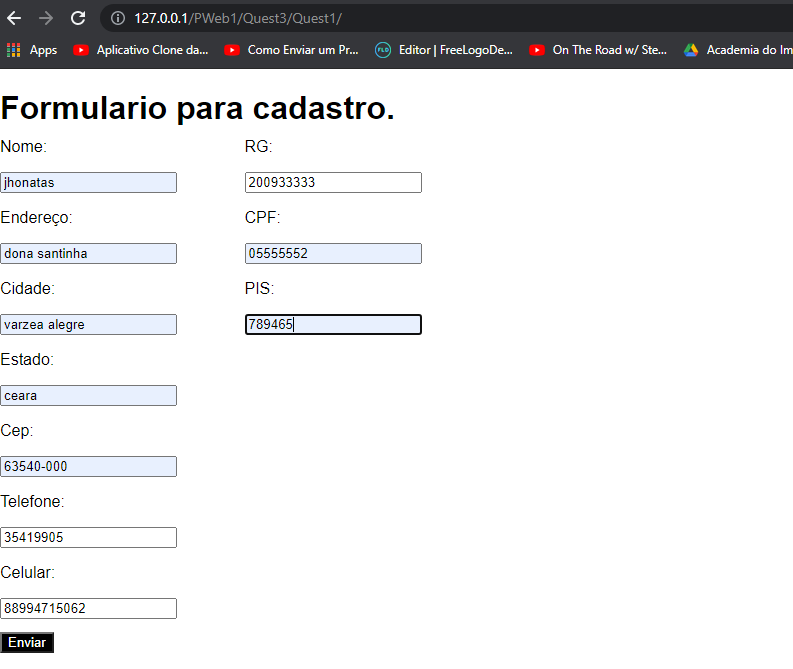 127.0.0.1/PWeb1/Quest3/Quest1/
Apps Aplicativo Clone da... Como Enviar um Pr... FLD Editor | FreeLogoDe... On The Road w/ Ste... Academia do Im
Formulario para cadastro.
Nome: RG:
jhonatas 200933333
Endereço: CPF:
dona santinha 05555552
Cidade: PIS:
varzea alegre 789465
Estado:
ceara
Cep:
63540-000
Telefone:
35419905
Celular:
88994715062
Enviar